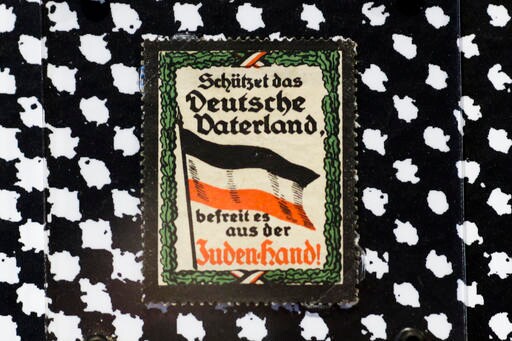 Schützet das
Deutsche
Vaterland,
befreit es
aus der
Juden-Hand!